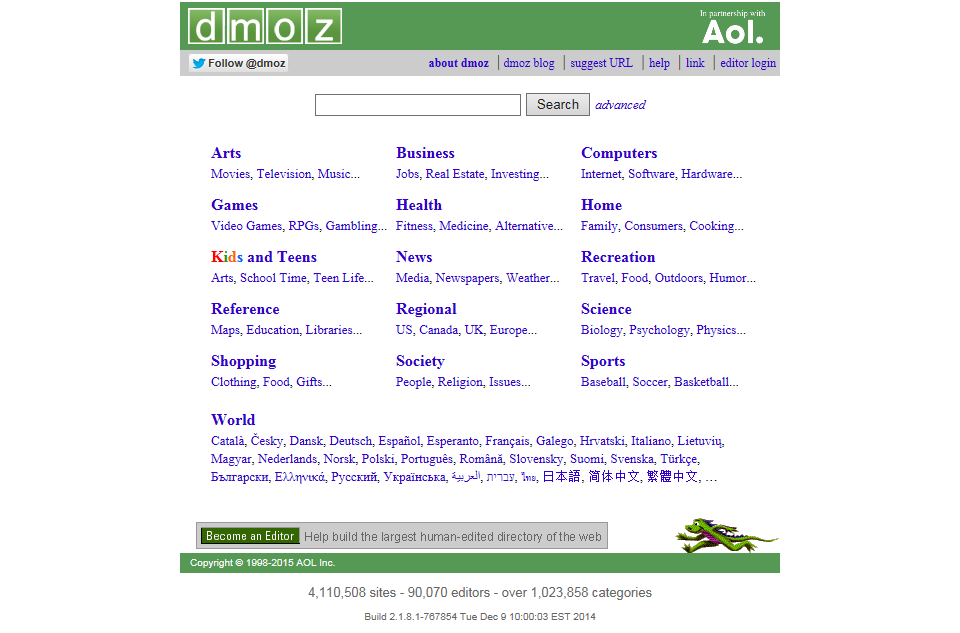 dmoz
In partnership with
Aol.
Follow @dmoz
about dmoz | dmoz blog | suggest URL | help | link | editor login
Search advanced
Arts Business Computers
Movies, Television, Music... Jobs, Real Estate, Investing... Internet, Software, Hardware...
Games Health Home
Video Games, RPGs, Gambling... Fitness, Medicine, Alternative... Family, Consumers, Cooking...
Kids and Teens News Recreation
Arts, School Time, Teen Life... Media, Newspapers, Weather... Travel, Food, Outdoors, Humor...
Reference Regional Science
Maps, Education, Libraries... US, Canada, UK, Europe... Biology, Psychology, Physics...
Shopping Society Sports
Clothing, Food, Gifts... People, Religion, Issues... Baseball, Soccer, Basketball...
World
Català, Česky, Dansk, Deutsch, Español, Esperanto, Français, Galego, Hrvatski, Italiano, Lietuvių,
Magyar, Nederlands, Norsk, Polski, Português, Română, Slovensky, Suomi, Svenska, Türkçe,
Български, Ελληνικά, Русский, Українська, العربية, עברית, ไทย, 日本語, 简体中文, 繁體中文, ...
Become an Editor Help build the largest human-edited directory of the web
Copyright © 1998-2015 AOL Inc.
4,110,508 sites - 90,070 editors - over 1,023,858 categories
Build 2.1.8.1-767854 Tue Dec 9 10:00:03 EST 2014